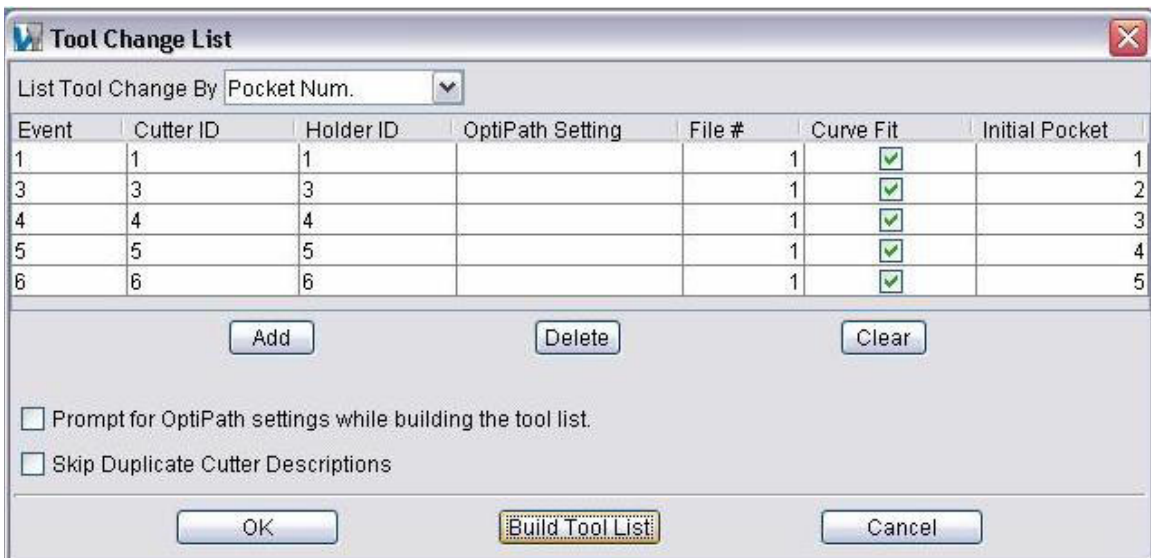 Tool Change List
List Tool Change By Pocket Num.
Event Cutter ID Holder ID OptiPath Setting File # Curve Fit Initial Pocket
1 1 1 1 1
3 3 3 1 2
4 4 4 1 3
5 5 5 1 4
6 6 6 1 5
Add Delete Clear
Prompt for OptiPath settings while building the tool list.
Skip Duplicate Cutter Descriptions
OK Build Tool List Cancel